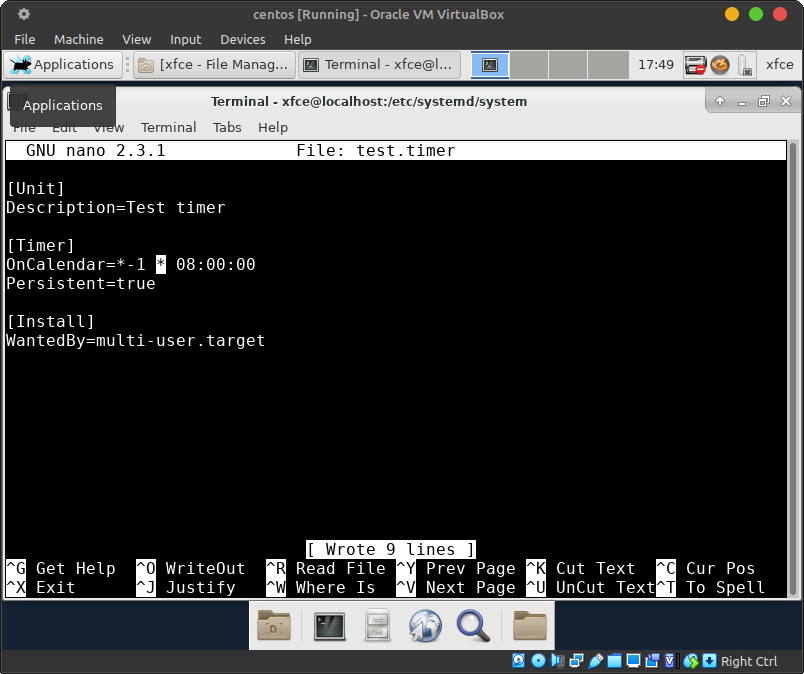 centos [Running] - Oracle VM VirtualBox
File Machine View Input Devices Help
Applications [xfce - File Manag... Terminal - xfce@l... 17:49 xfce
Terminal - xfce@localhost:/etc/systemd/system
Applications
File Edit View Terminal Tabs Help
GNU nano 2.3.1 File: test.timer
[Unit]
Description=Test timer
[Timer]
OnCalendar=*-1 * 08:00:00
Persistent=true
[Install]
WantedBy=multi-user.target
[ Wrote 9 lines ]
^G Get Help ^O WriteOut ^R Read File ^Y Prev Page ^K Cut Text ^C Cur Pos
^X Exit ^J Justify ^W Where Is ^V Next Page ^U UnCut Text ^T To Spell
Right Ctrl